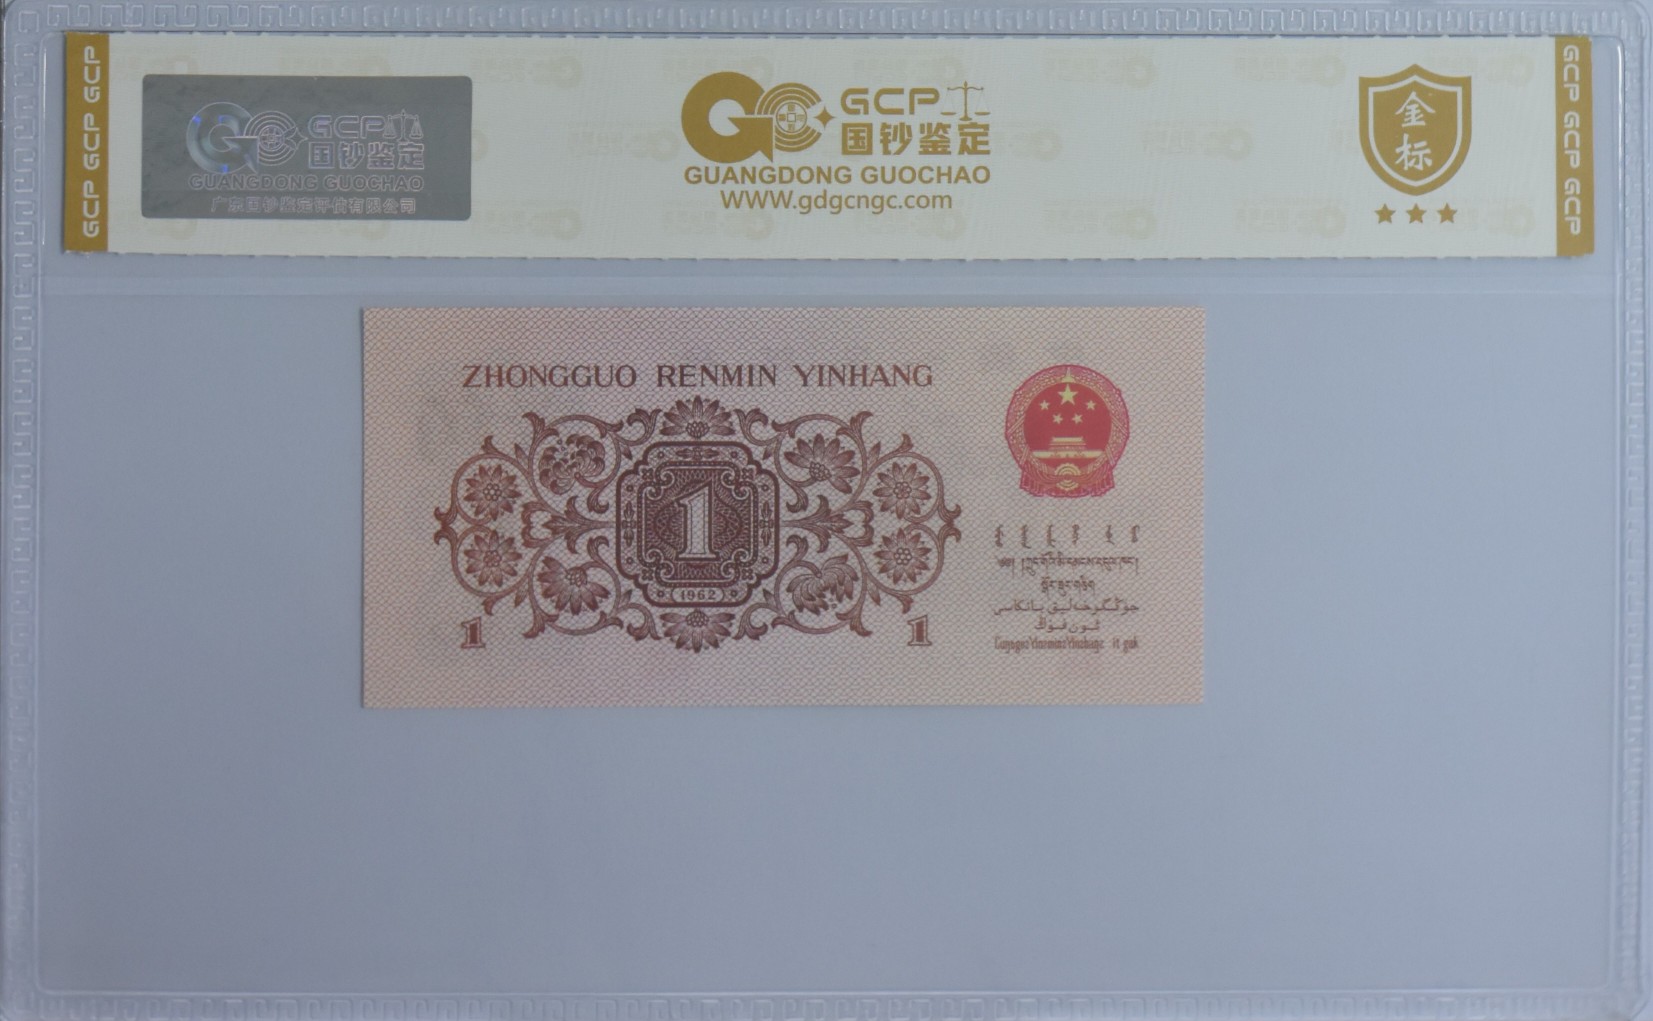 GCP GCP GCP
GCP
国钞鉴定
GUANGDONG GUOCHAO
广东国钞鉴定评估有限公司
GCP
国钞鉴定
GUANGDONG GUOCHAO
WWW.gdgcngc.com
金标
GCP GCP GCP
ZHONGGUO RENMIN YINHANG
1
1962
1
1